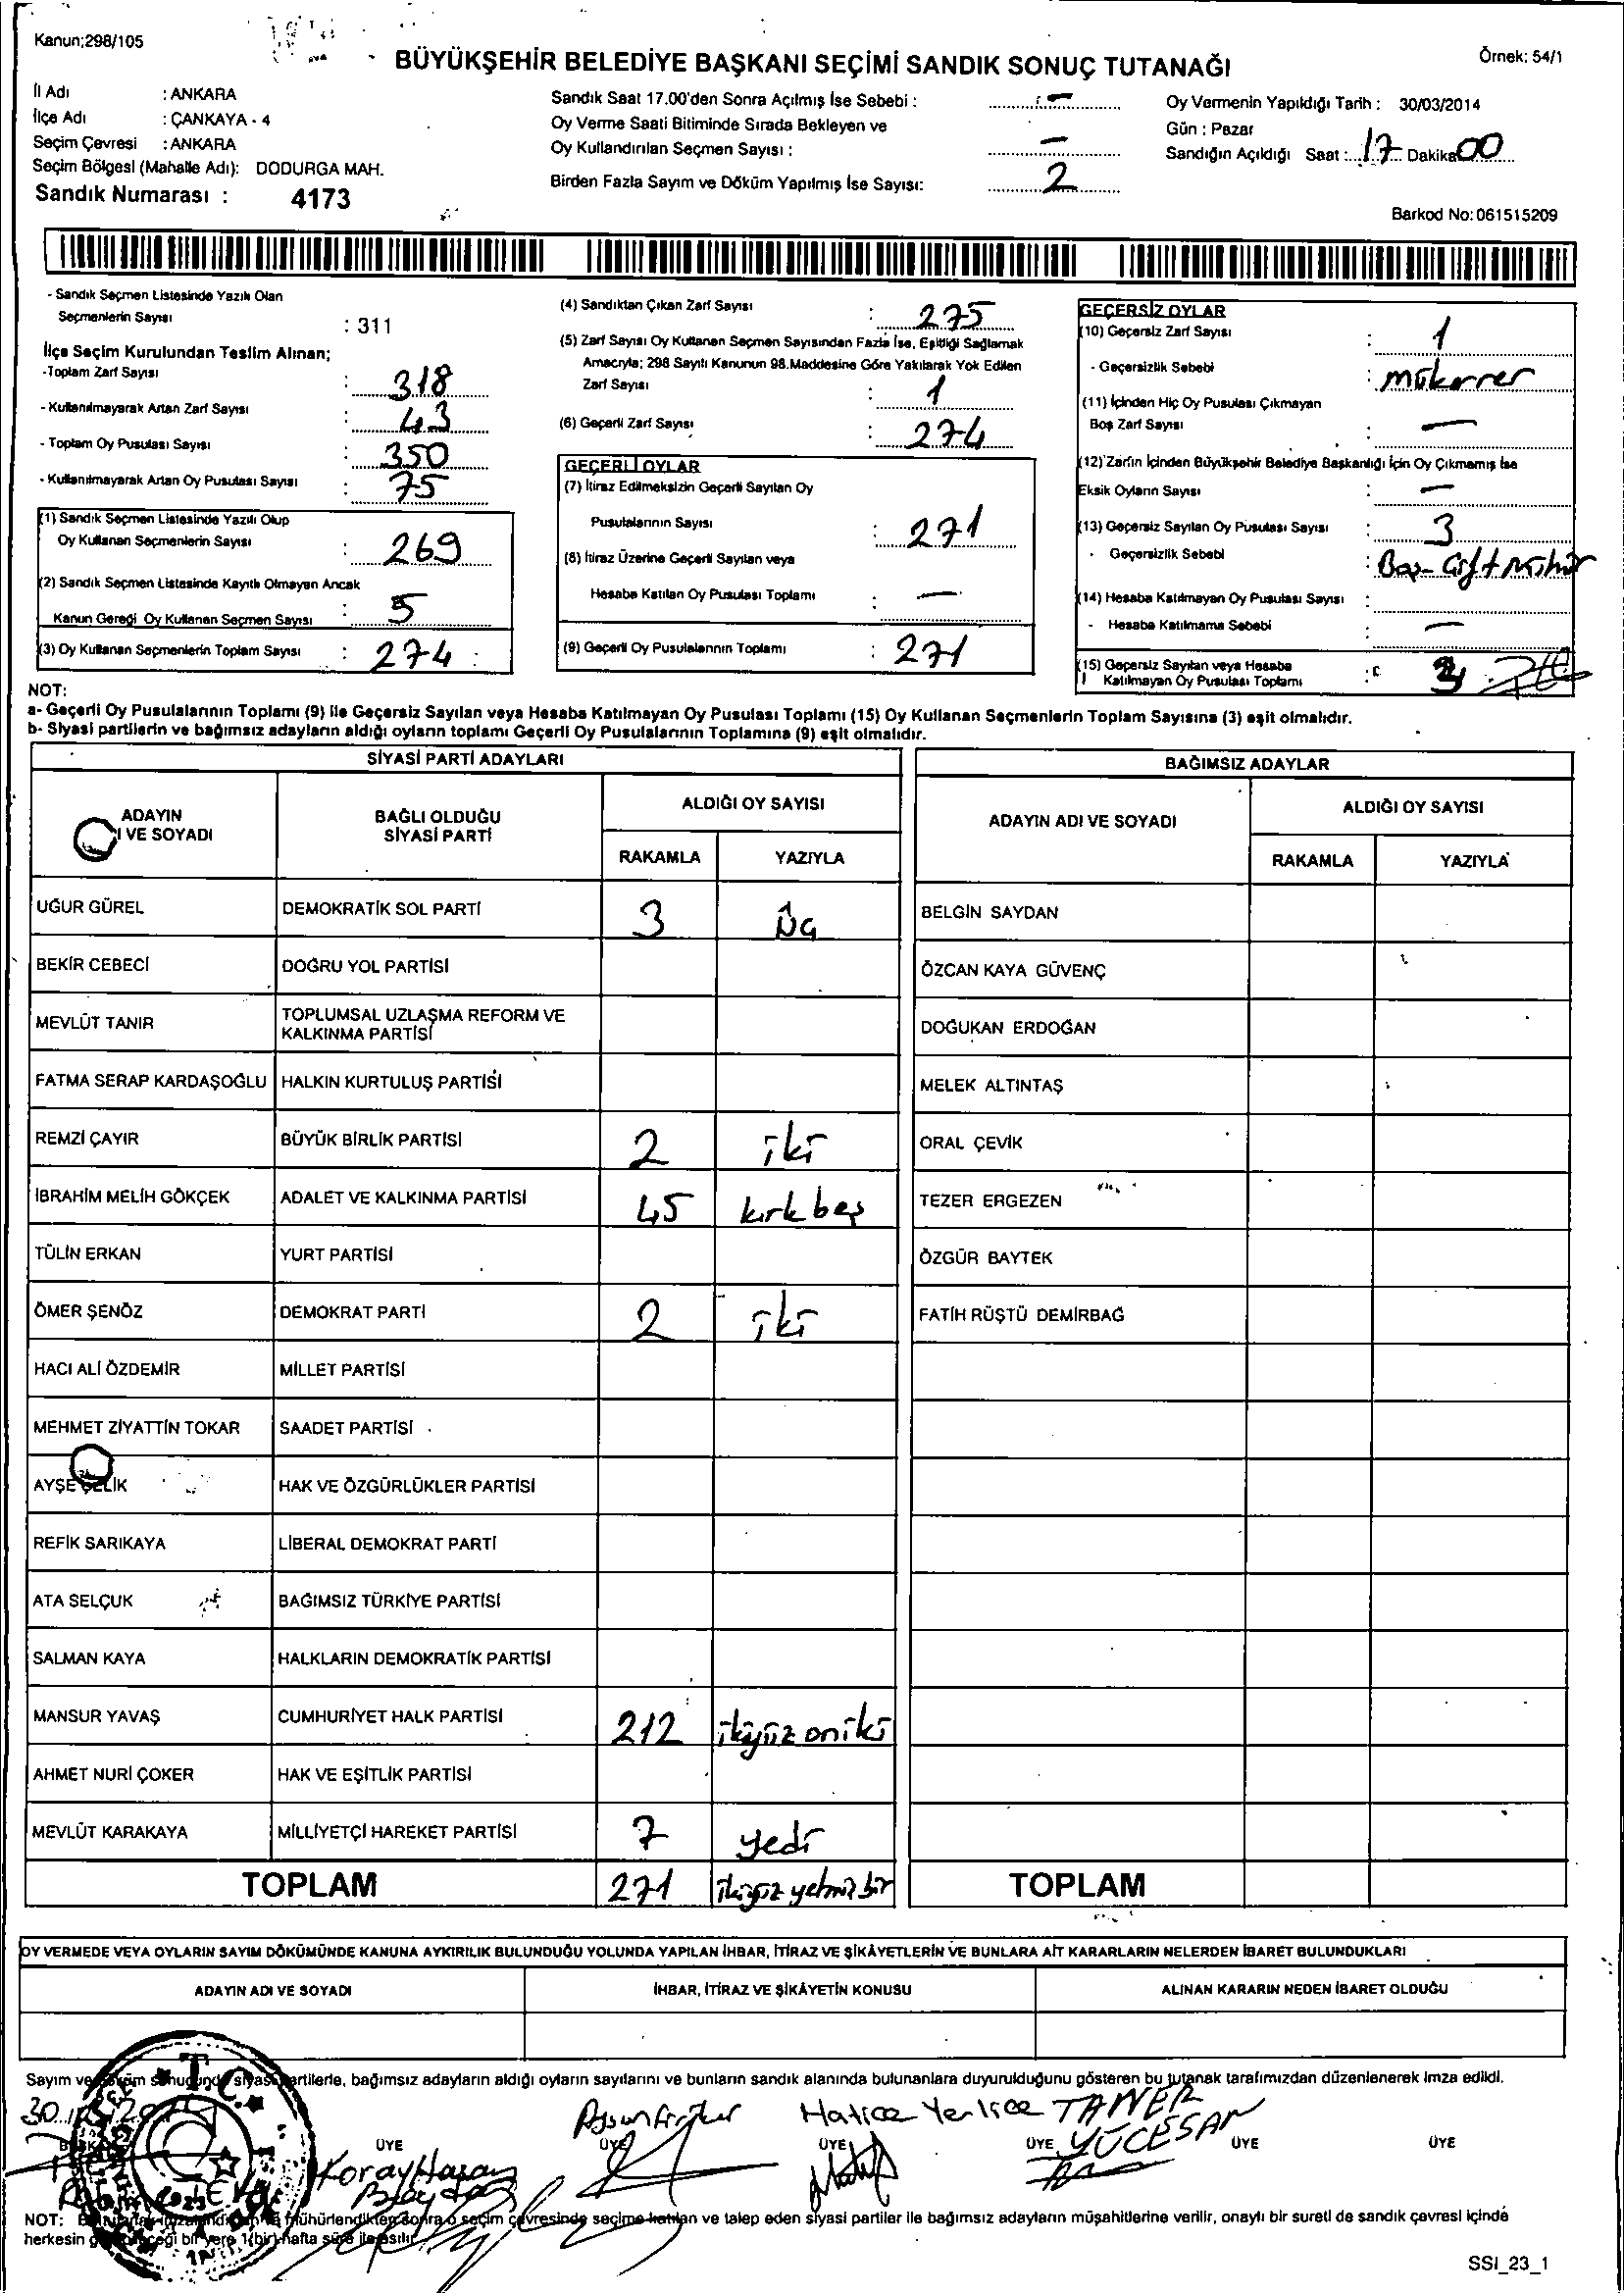 Kanun:298/105
BÜYÜKŞEHİR BELEDİYE BAŞKANI SEÇİMİ SANDIK SONUÇ TUTANAĞI
Örnek: 54/1
İl Adı : ANKARA
İlçe Adı : ÇANKAYA - 4
Seçim Çevresi : ANKARA
Seçim Bölgesi (Mahalle Adı): DODURGA MAH.
Sandık Numarası : 4173
Sandık Saat 17.00'den Sonra Açılmış İse Sebebi : —
Oy Verme Saati Bitiminde Sırada Bekleyen ve
Oy Kullandırılan Seçmen Sayısı : —
Birden Fazla Sayım ve Döküm Yapılmış İse Sayısı: 2
Oy Vermenin Yapıldığı Tarih : 30/03/2014
Gün : Pazar
Sandığın Açıldığı Saat : 17 Dakika 00
Barkod No: 061515209
- Sandık Seçmen Listesinde Yazılı Olan
Seçmenlerin Sayısı : 311
İlçe Seçim Kurulundan Teslim Alınan;
-Toplam Zarf Sayısı : 318
- Kullanılmayarak Artan Zarf Sayısı : 43
- Toplam Oy Pusulası Sayısı : 350
- Kullanılmayarak Artan Oy Pusulası Sayısı : 75
(1) Sandık Seçmen Listesinde Yazılı Olup
Oy Kullanan Seçmenlerin Sayısı : 269
(2) Sandık Seçmen Listesinde Kayıtlı Olmayan Ancak
Kanun Gereği Oy Kullanan Seçmen Sayısı : 5
(3) Oy Kullanan Seçmenlerin Toplam Sayısı : 274
(4) Sandıktan Çıkan Zarf Sayısı : 275
(5) Zarf Sayısı Oy Kullanan Seçmen Sayısından Fazla İse, Eşitliği Sağlamak
Amacıyla; 298 Sayılı Kanunun 98.Maddesine Göre Yakılarak Yok Edilen
Zarf Sayısı : 1
(6) Geçerli Zarf Sayısı : 274
GEÇERLİ OYLAR
(7) İtiraz Edilmeksizin Geçerli Sayılan Oy
Pusulalarının Sayısı : 271
(8) İtiraz Üzerine Geçerli Sayılan veya
Hesaba Katılan Oy Pusulası Toplamı : —
(9) Geçerli Oy Pusulalarının Toplamı : 271
GEÇERSİZ OYLAR
(10) Geçersiz Zarf Sayısı : 1
- Geçersizlik Sebebi : mükerrer
(11) İçinden Hiç Oy Pusulası Çıkmayan
Boş Zarf Sayısı : —
(12) Zarfın İçinden Büyükşehir Belediye Başkanlığı İçin Oy Çıkmamış İse
Eksik Oyların Sayısı : —
(13) Geçersiz Sayılan Oy Pusulası Sayısı : 3
- Geçersizlik Sebebi : Boş- Çift Mühür
(14) Hesaba Katılmayan Oy Pusulası Sayısı :
- Hesaba Katılmama Sebebi : —
(15) Geçersiz Sayılan veya Hesaba
Katılmayan Oy Pusulası Toplamı : 3
NOT:
a- Geçerli Oy Pusulalarının Toplamı (9) ile Geçersiz Sayılan veya Hesaba Katılmayan Oy Pusulası Toplamı (15) Oy Kullanan Seçmenlerin Toplam Sayısına (3) eşit olmalıdır.
b- Siyasi partilerin ve bağımsız adayların aldığı oyların toplamı Geçerli Oy Pusulalarının Toplamına (9) eşit olmalıdır.
SİYASİ PARTİ ADAYLARI
ADAYIN
I VE SOYADI
BAĞLI OLDUĞU
SİYASİ PARTİ
ALDIĞI OY SAYISI
RAKAMLA YAZIYLA
UĞUR GÜREL DEMOKRATİK SOL PARTİ 3 Üç
BEKİR CEBECİ DOĞRU YOL PARTİSİ
MEVLÜT TANIR TOPLUMSAL UZLAŞMA REFORM VE
KALKINMA PARTİSİ
FATMA SERAP KARDAŞOĞLU HALKIN KURTULUŞ PARTİSİ
REMZİ ÇAYIR BÜYÜK BİRLİK PARTİSİ 2 iki
İBRAHİM MELİH GÖKÇEK ADALET VE KALKINMA PARTİSİ 45 kırk beş
TÜLİN ERKAN YURT PARTİSİ
ÖMER ŞENÖZ DEMOKRAT PARTİ 2 iki
HACI ALİ ÖZDEMİR MİLLET PARTİSİ
MEHMET ZİYATTİN TOKAR SAADET PARTİSİ
AYŞE ÇELİK HAK VE ÖZGÜRLÜKLER PARTİSİ
REFİK SARIKAYA LİBERAL DEMOKRAT PARTİ
ATA SELÇUK BAĞIMSIZ TÜRKİYE PARTİSİ
SALMAN KAYA HALKLARIN DEMOKRATİK PARTİSİ
MANSUR YAVAŞ CUMHURİYET HALK PARTİSİ 212 ikiyüz oniki
AHMET NURİ ÇOKER HAK VE EŞİTLİK PARTİSİ
MEVLÜT KARAKAYA MİLLİYETÇİ HAREKET PARTİSİ 7 yedi
TOPLAM 271 ikiyüz yetmiş bir
BAĞIMSIZ ADAYLAR
ADAYIN ADI VE SOYADI
ALDIĞI OY SAYISI
RAKAMLA YAZIYLA
BELGİN SAYDAN
ÖZCAN KAYA GÜVENÇ
DOĞUKAN ERDOĞAN
MELEK ALTINTAŞ
ORAL ÇEVİK
TEZER ERGEZEN
ÖZGÜR BAYTEK
FATİH RÜŞTÜ DEMİRBAĞ
TOPLAM
OY VERMEDE VEYA OYLARIN SAYIM DÖKÜMÜNDE KANUNA AYKIRILIK BULUNDUĞU YOLUNDA YAPILAN İHBAR, İTİRAZ VE ŞİKÂYETLERİN VE BUNLARA AİT KARARLARIN NELERDEN İBARET BULUNDUKLARI
ADAYIN ADI VE SOYADI İHBAR, İTİRAZ VE ŞİKÂYETİN KONUSU ALINAN KARARIN NEDEN İBARET OLDUĞU
Sayım ve siyasi partilerle, bağımsız adayların aldığı oyların sayılarını ve bunların sandık alanında bulunanlara duyurulduğunu gösteren bu tutanak tarafımızdan düzenlenerek imza edildi.
T.C.
Hatice TANER
YÜCESAN
ÜYE ÜYE ÜYE ÜYE ÜYE ÜYE
Koray Hasan
NOT: mühürlendikten sonra o seçim çevresinde seçime katılan ve talep eden siyasi partiler ile bağımsız adayların müşahitlerine verilir, onaylı bir sureti de sandık çevresi içinde
herkesin bir yere 1(bir) hafta süre ile asılır.
SSI_23_1